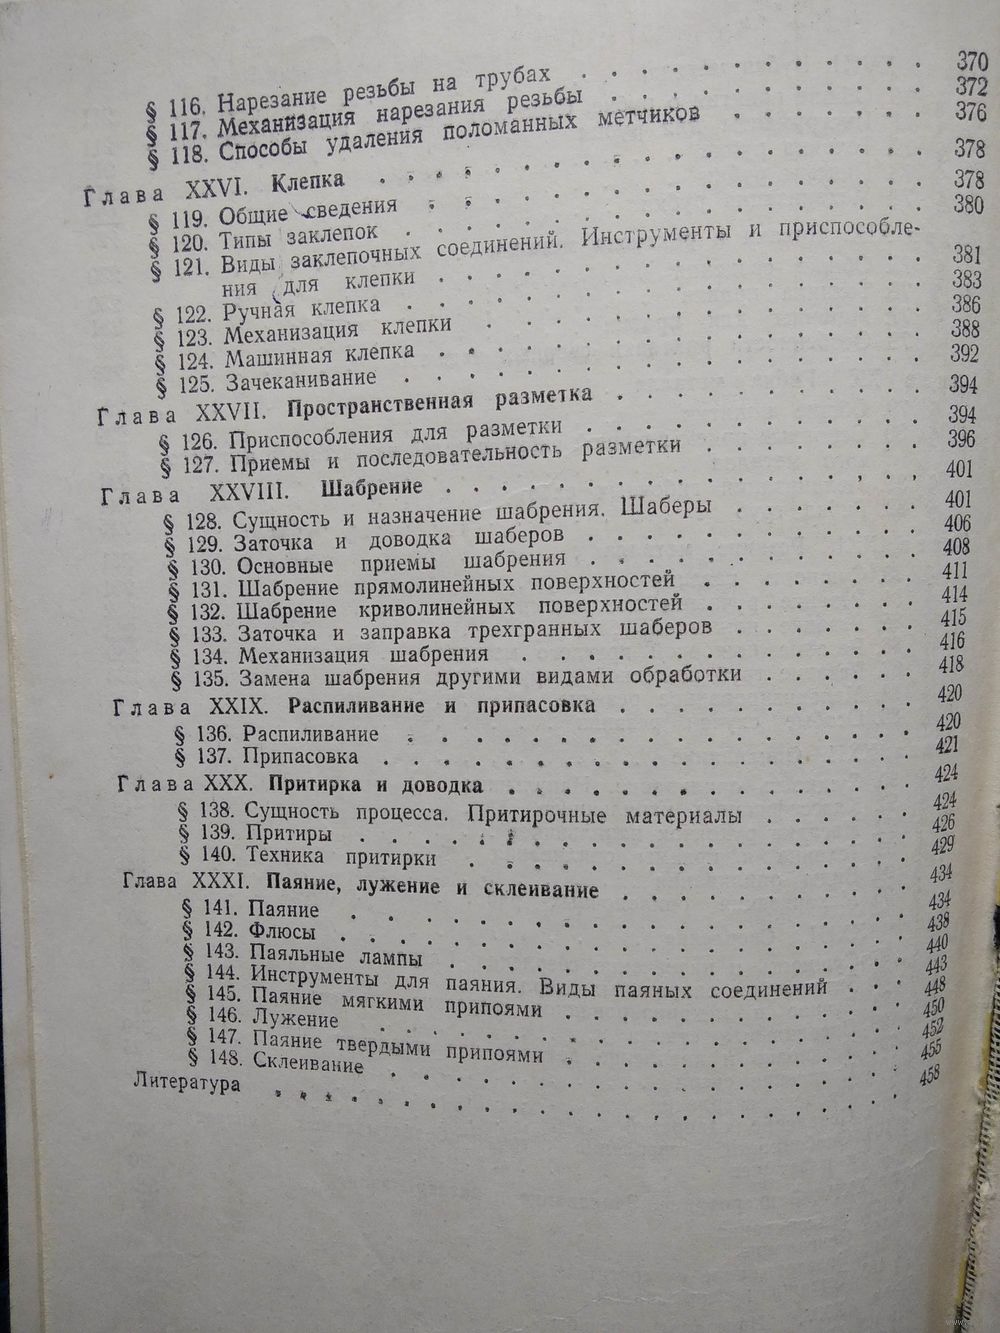 § 116. Нарезание резьбы на трубах . . . . . . . . . . . . 370
§ 117. Механизация нарезания резьбы . . . . . . . . . . . 372
§ 118. Способы удаления поломанных метчиков . . . . . . . 376
Глава XXVI. Клепка . . . . . . . . . . . . . . . . . . 378
§ 119. Общие сведения . . . . . . . . . . . . . . . . . 378
§ 120. Типы заклепок . . . . . . . . . . . . . . . . . . 380
§ 121. Виды заклепочных соединений. Инструменты и приспособле-
ния для клепки . . . . . . . . . . . . . . . . . 381
§ 122. Ручная клепка . . . . . . . . . . . . . . . . . . 383
§ 123. Механизация клепки . . . . . . . . . . . . . . . 386
§ 124. Машинная клепка . . . . . . . . . . . . . . . . . 388
§ 125. Зачеканивание . . . . . . . . . . . . . . . . . . 392
Глава XXVII. Пространственная разметка . . . . . . . . . . 394
§ 126. Приспособления для разметки . . . . . . . . . . . 394
§ 127. Приемы и последовательность разметки . . . . . . . 396
Глава XXVIII. Шабрение . . . . . . . . . . . . . . . . . 401
§ 128. Сущность и назначение шабрения. Шаберы . . . . . . . 401
§ 129. Заточка и доводка шаберов . . . . . . . . . . . . 406
§ 130. Основные приемы шабрения . . . . . . . . . . . . 408
§ 131. Шабрение прямолинейных поверхностей . . . . . . . . 411
§ 132. Шабрение криволинейных поверхностей . . . . . . . . 414
§ 133. Заточка и заправка трехгранных шаберов . . . . . . . 415
§ 134. Механизация шабрения . . . . . . . . . . . . . . 416
§ 135. Замена шабрения другими видами обработки . . . . . . 418
Глава XXIX. Распиливание и припасовка . . . . . . . . . . 420
§ 136. Распиливание . . . . . . . . . . . . . . . . . . 420
§ 137. Припасовка . . . . . . . . . . . . . . . . . . . 421
Глава XXX. Притирка и доводка . . . . . . . . . . . . . . 424
§ 138. Сущность процесса. Притирочные материалы . . . . . . 424
§ 139. Притиры . . . . . . . . . . . . . . . . . . . . 426
§ 140. Техника притирки . . . . . . . . . . . . . . . . 429
Глава XXXI. Паяние, лужение и склеивание . . . . . . . . . . 434
§ 141. Паяние . . . . . . . . . . . . . . . . . . . . 434
§ 142. Флюсы . . . . . . . . . . . . . . . . . . . . . 438
§ 143. Паяльные лампы . . . . . . . . . . . . . . . . . 440
§ 144. Инструменты для паяния. Виды паяных соединений . . . 443
§ 145. Паяние мягкими припоями . . . . . . . . . . . . . 448
§ 146. Лужение . . . . . . . . . . . . . . . . . . . . 450
§ 147. Паяние твердыми припоями . . . . . . . . . . . . . 452
§ 148. Склеивание . . . . . . . . . . . . . . . . . . . 455
Литература . . . . . . . . . . . . . . . . . . . . . . . 458